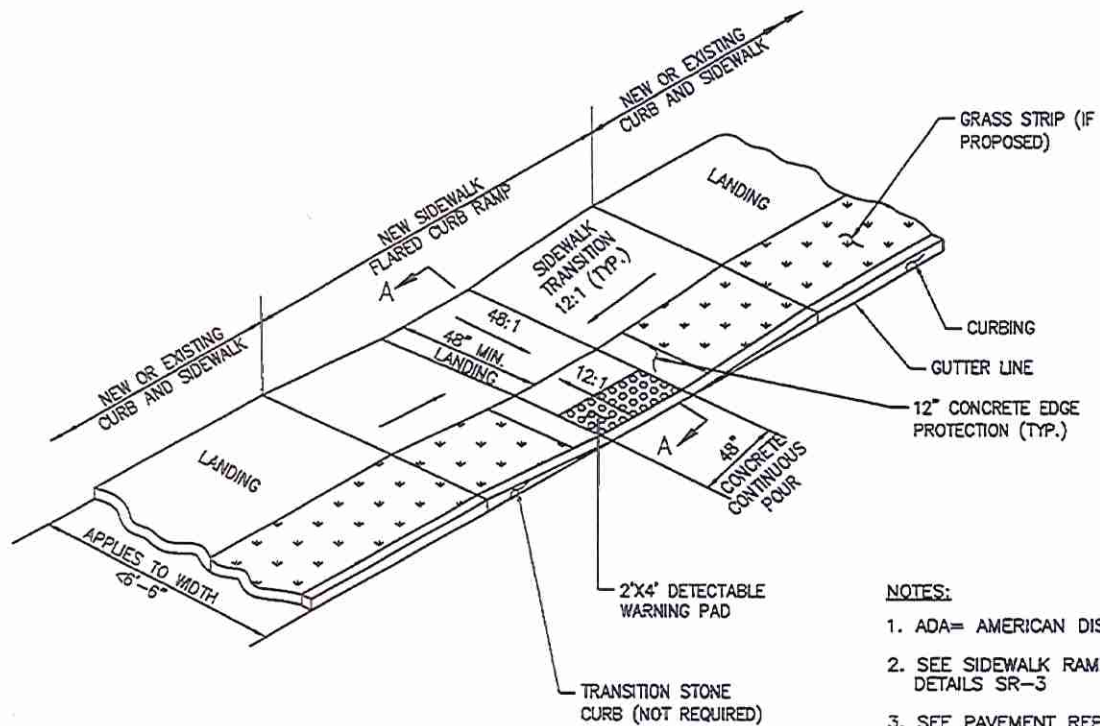 NEW OR EXISTING
CURB AND SIDEWALK
NEW SIDEWALK
FLARED CURB RAMP
NEW OR EXISTING
CURB AND SIDEWALK
GRASS STRIP (IF
PROPOSED)
LANDING
SIDEWALK
TRANSITION
12:1 (TYP.)
A
48:1
48" MIN.
LANDING
12:1
CURBING
GUTTER LINE
12" CONCRETE EDGE
PROTECTION (TYP.)
A
48"
CONCRETE
CONTINUOUS
POUR
LANDING
APPLIES TO WIDTH
<6'-6"
2'X4' DETECTABLE
WARNING PAD
TRANSITION STONE
CURB (NOT REQUIRED)
NOTES:
1. ADA= AMERICAN DIS
2. SEE SIDEWALK RAM
DETAILS SR-3
3. SEE PAVEMENT REP